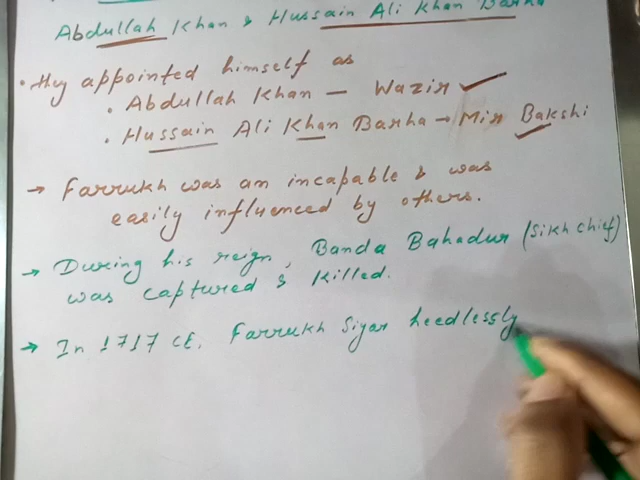 Abdullah Khan & Hussain Ali Khan Barha
• they appointed himself as
• Abdullah Khan – Wazir ✓
• Hussain Ali Khan Barha → Mir Bakshi
→ Farrukh was an incapable & was
easily influenced by others.
→ During his reign, Banda Bahadur (Sikh chief)
was captured & killed.
→ In 1717 CE, Farrukh Siyar heedlessly